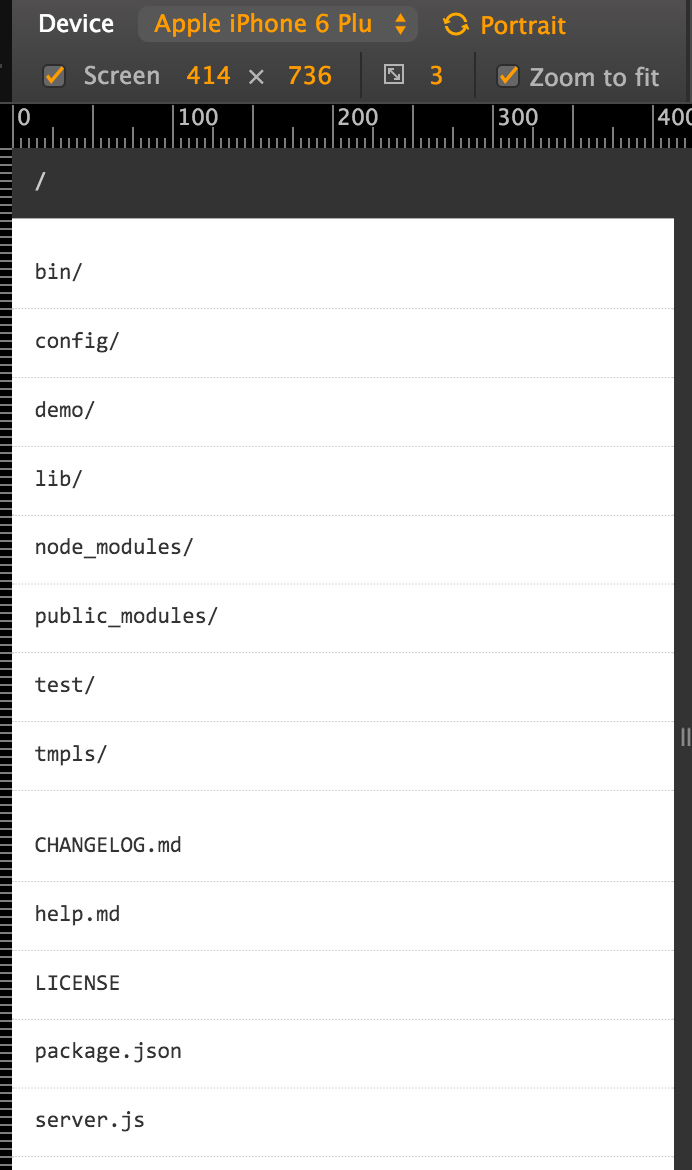 Device Apple iPhone 6 Plu Portrait
Screen 414 × 736 3 Zoom to fit
0 100 200 300 400
/
bin/
config/
demo/
lib/
node_modules/
public_modules/
test/
tmpls/
CHANGELOG.md
help.md
LICENSE
package.json
server.js